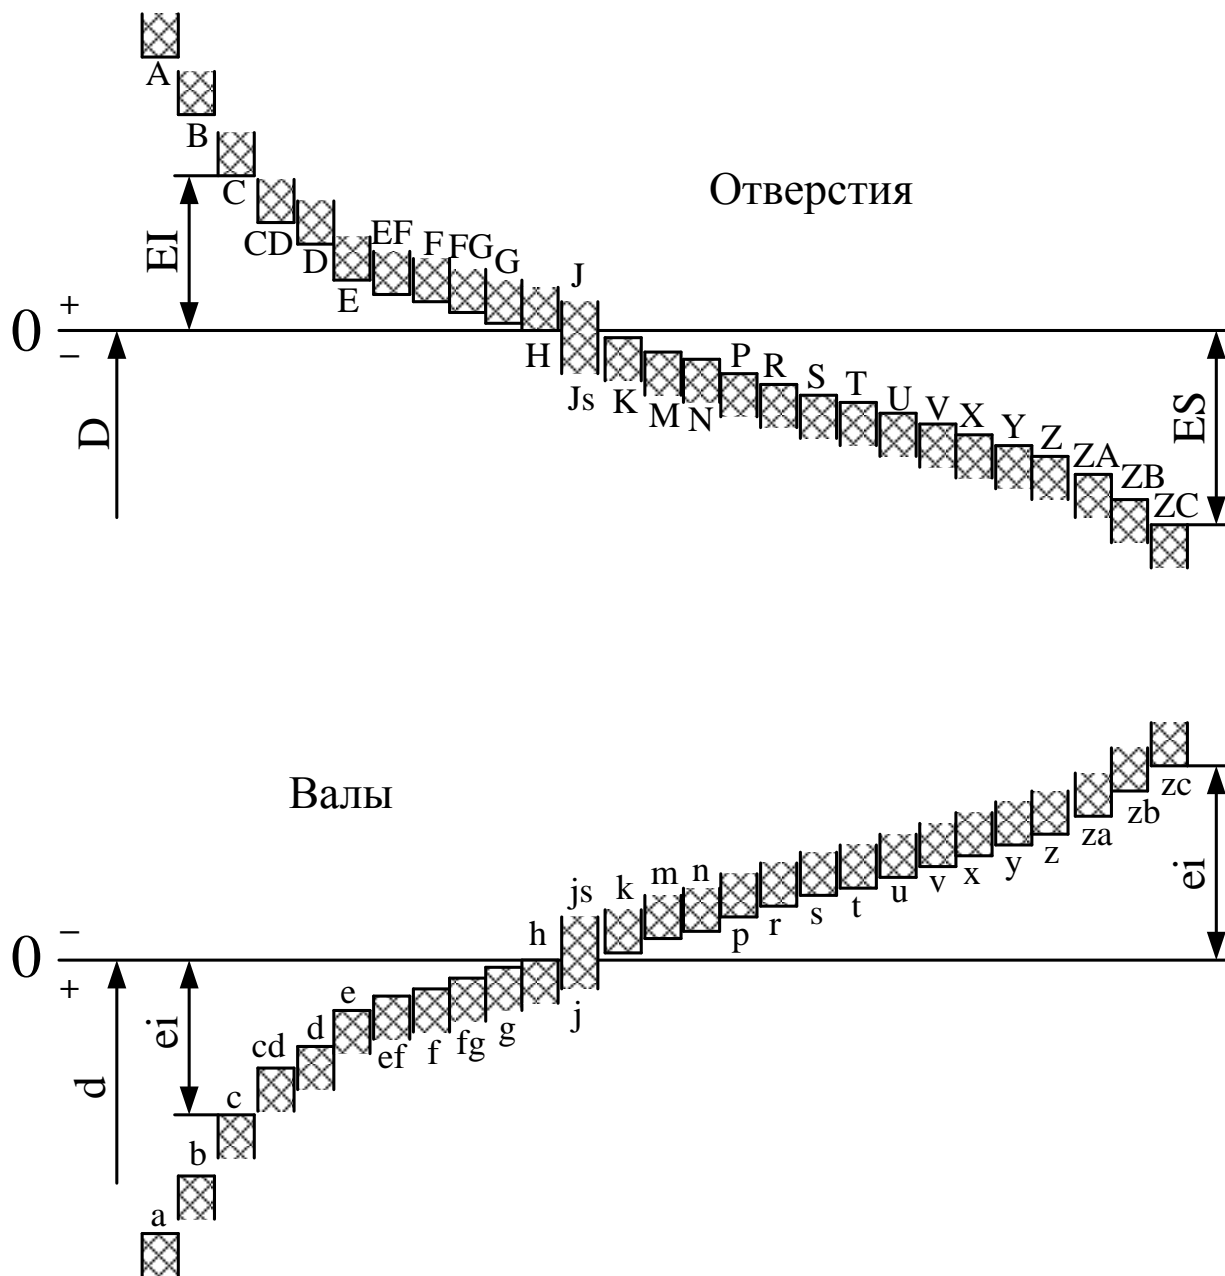 A
B
C
CD
D
E
EF
F
FG
G
H
J
Js
K
M
N
P
R
S
T
U
V
X
Y
Z
ZA
ZB
ZC
Отверстия
EI
ES
0
+
−
D
Валы
0
−
+
d
ei
ei
a
b
c
cd
d
e
ef
f
fg
g
h
js
j
k
m
n
p
r
s
t
u
v
x
y
z
za
zb
zc